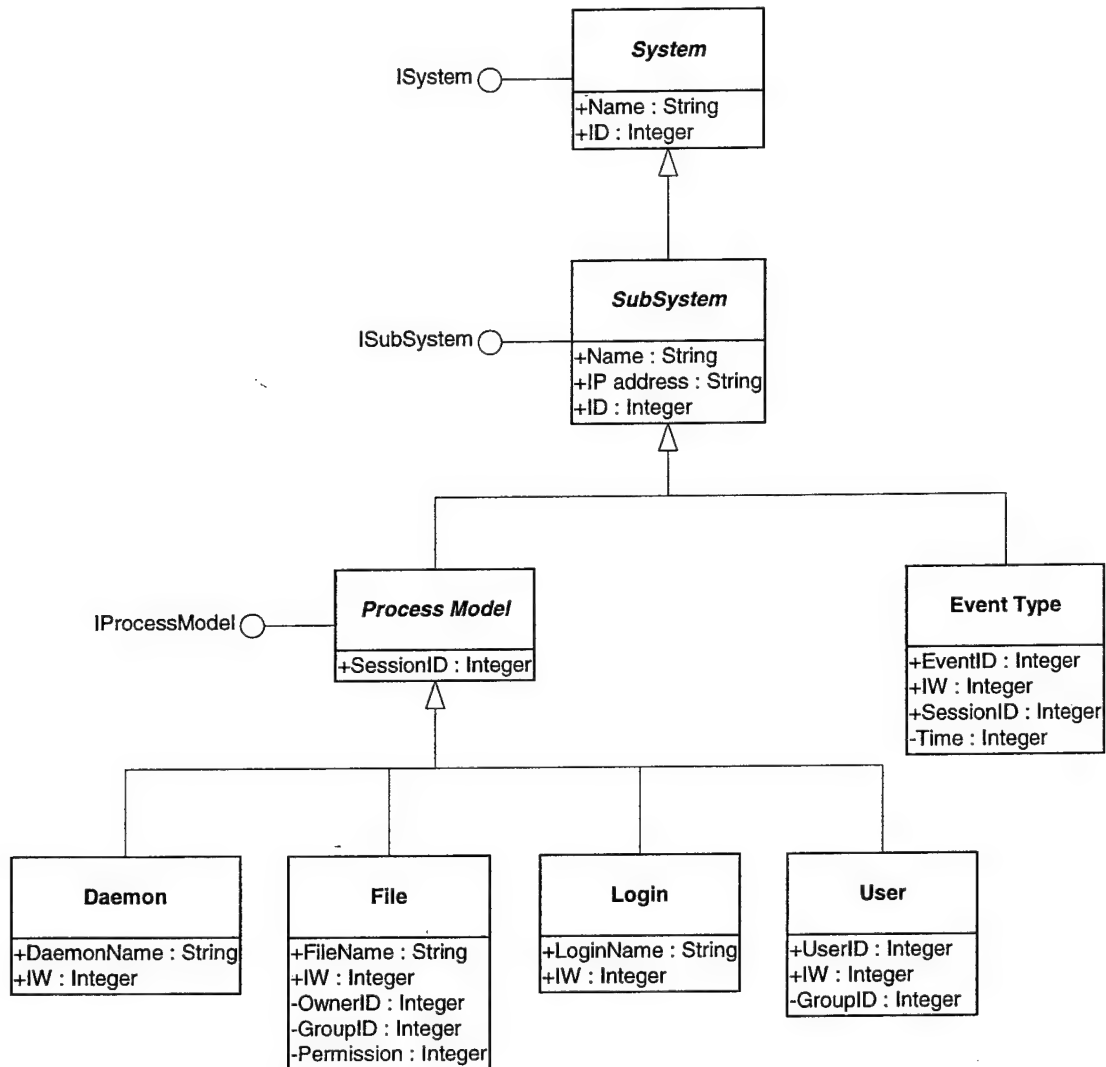 System
ISystem
+Name : String
+ID : Integer
SubSystem
ISubSystem
+Name : String
+IP address : String
+ID : Integer
Process Model
IProcessModel
+SessionID : Integer
Event Type
+EventID : Integer
+IW : Integer
+SessionID : Integer
-Time : Integer
Daemon
+DaemonName : String
+IW : Integer
File
+FileName : String
+IW : Integer
-OwnerID : Integer
-GroupID : Integer
-Permission : Integer
Login
+LoginName : String
+IW : Integer
User
+UserID : Integer
+IW : Integer
-GroupID : Integer